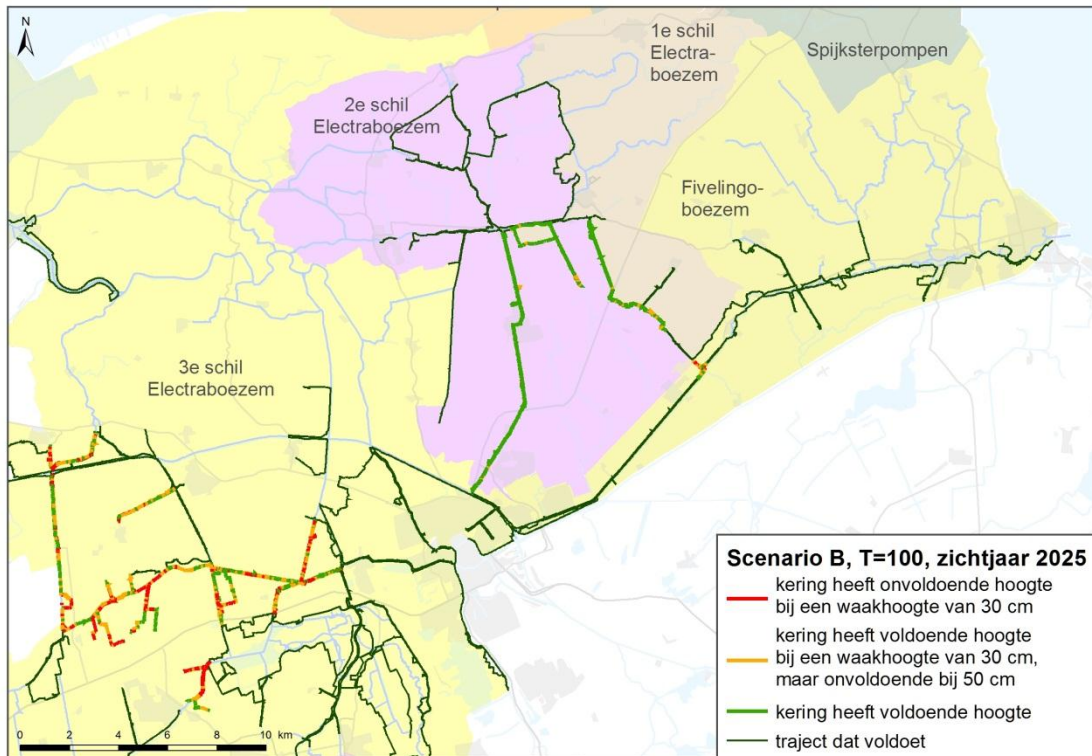 N
1e schil
Electra-
boezem
Spijksterpompen
2e schil
Electraboezem
Fivelingo-
boezem
3e schil
Electraboezem
Scenario B, T=100, zichtjaar 2025
kering heeft onvoldoende hoogte
bij een waakhoogte van 30 cm
kering heeft voldoende hoogte
bij een waakhoogte van 30 cm,
maar onvoldoende bij 50 cm
kering heeft voldoende hoogte
traject dat voldoet
0 2 4 6 8 10 km